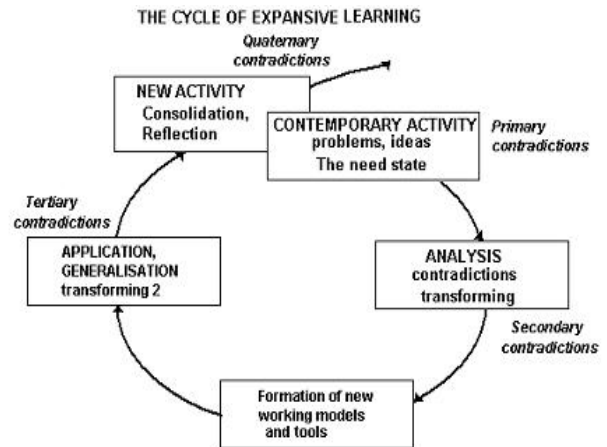 THE CYCLE OF EXPANSIVE LEARNING
Quaternary
contradictions
NEW ACTIVITY
Consolidation,
Reflection
CONTEMPORARY ACTIVITY
problems, ideas
The need state
Primary
contradictions
ANALYSIS
contradictions
transforming
Secondary
contradictions
Formation of new
working models
and tools
APPLICATION,
GENERALISATION
transforming 2
Tertiary
contradictions